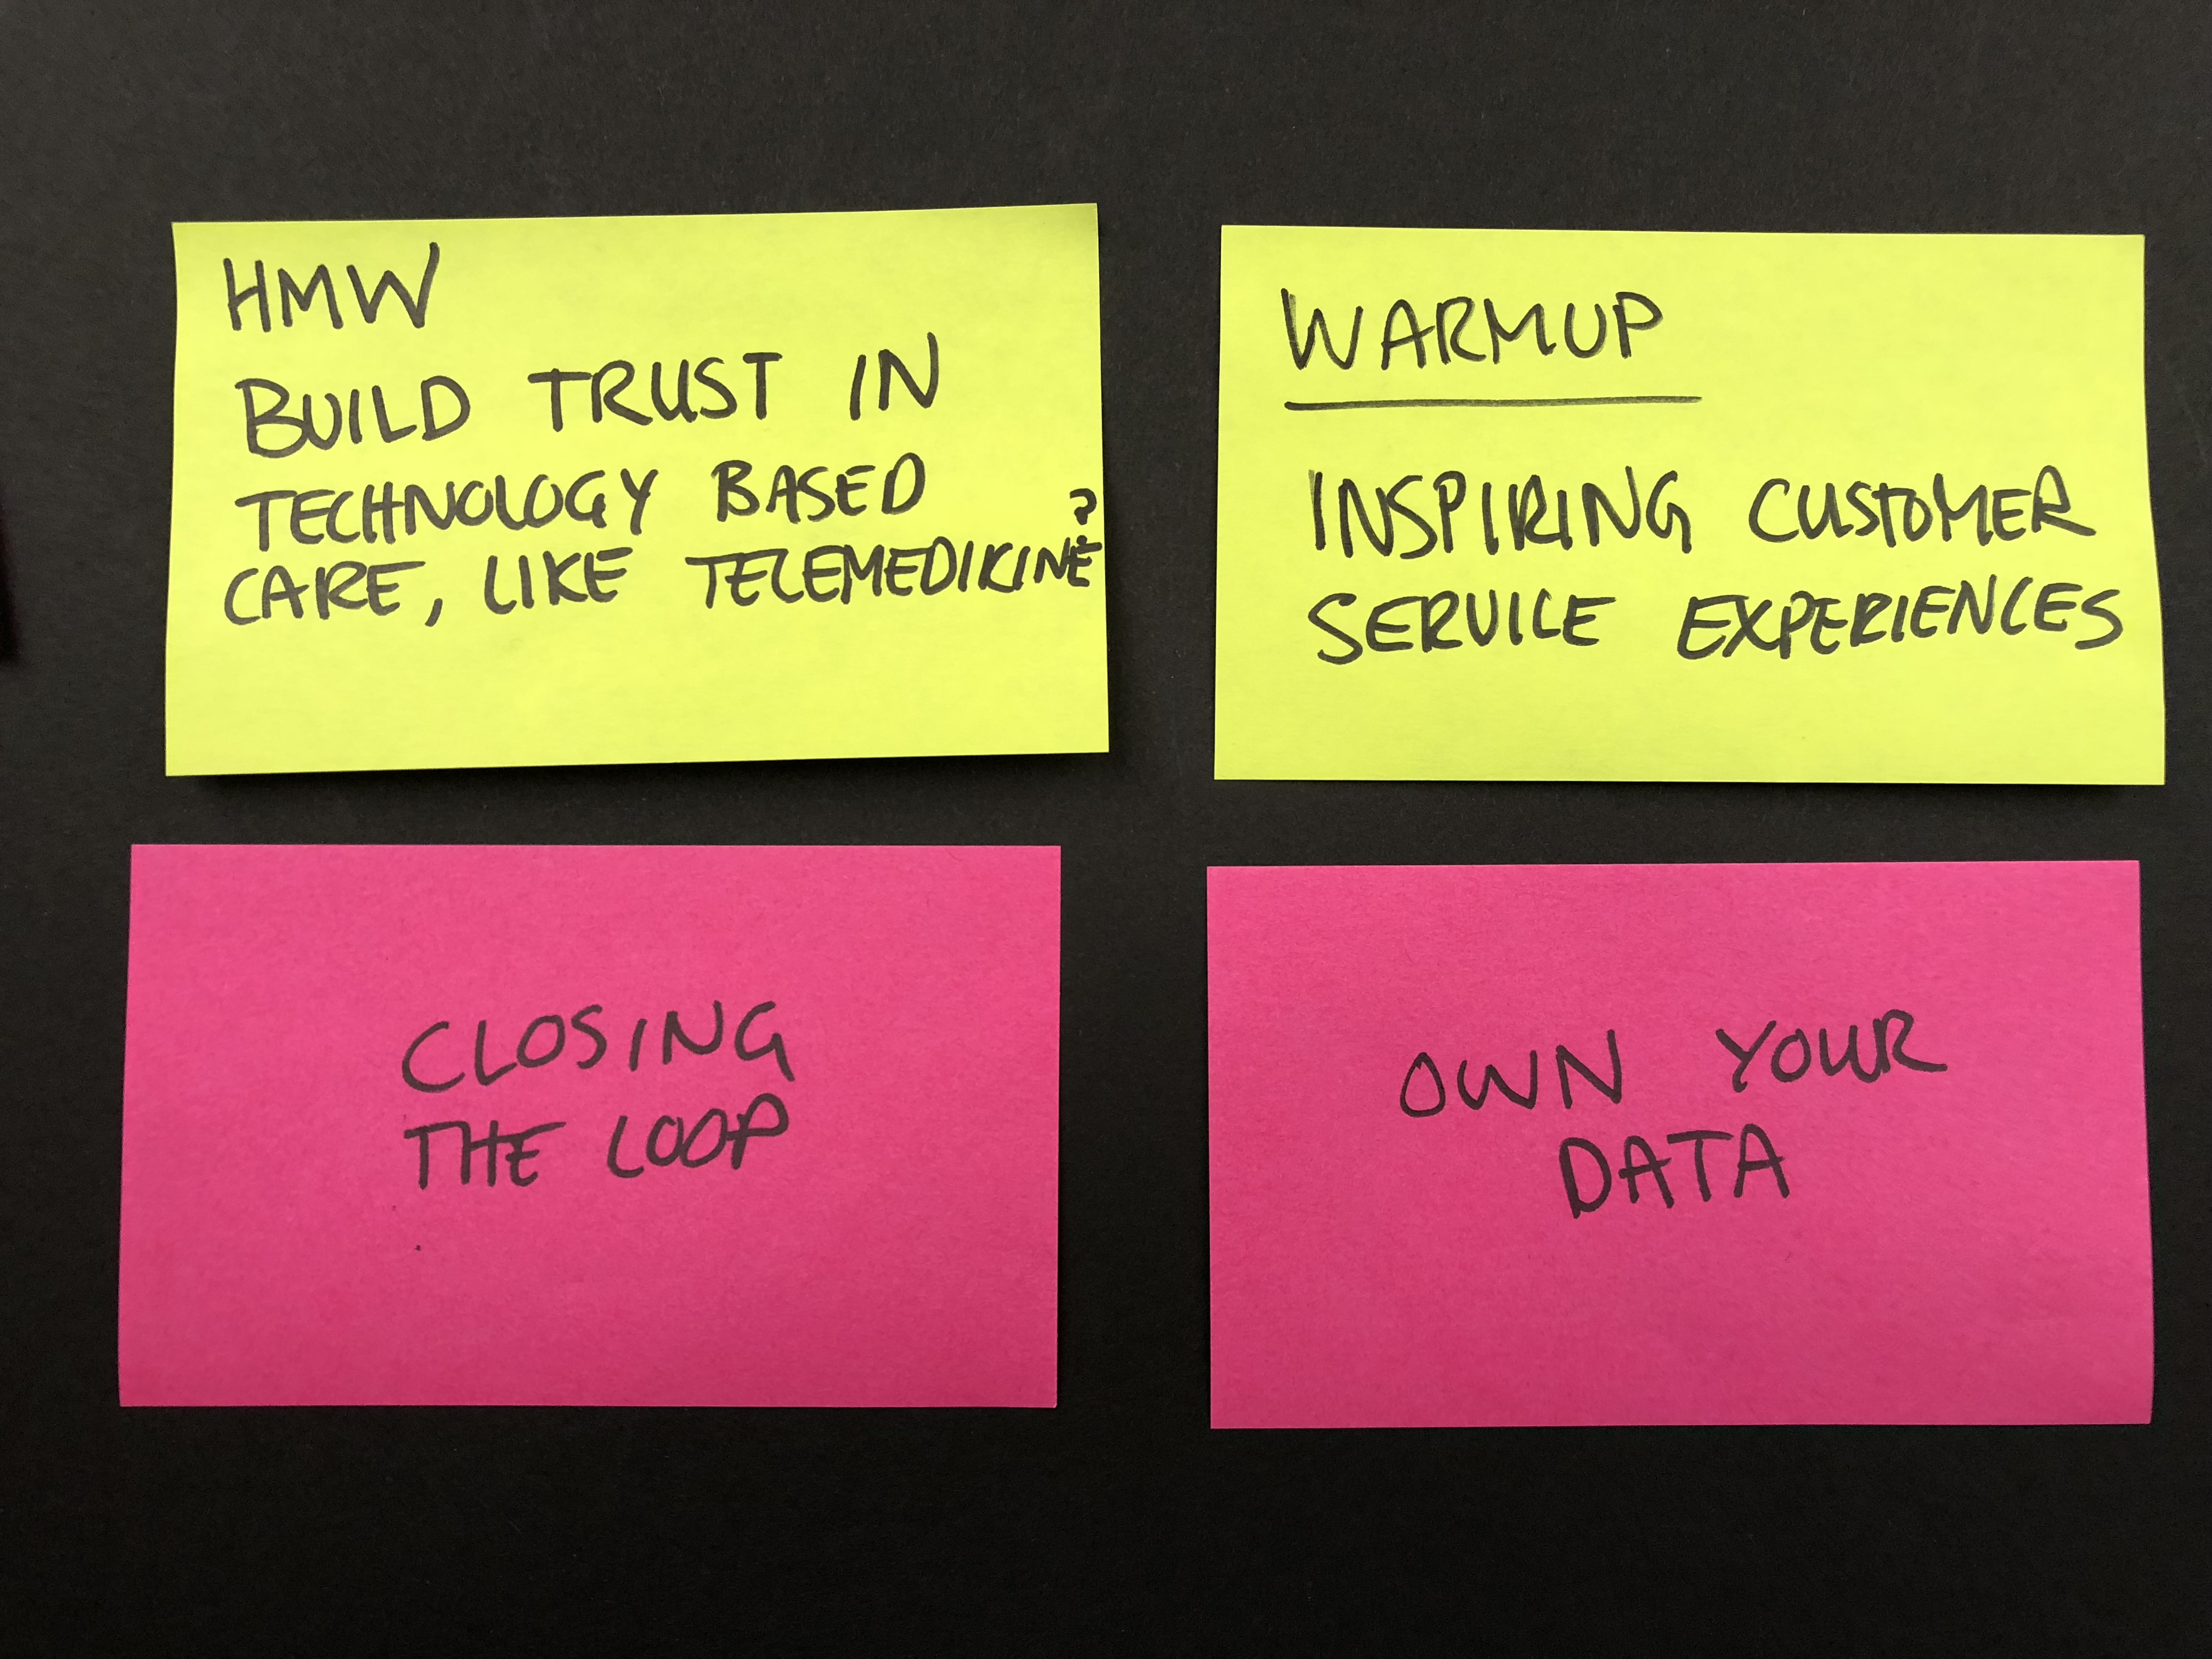 HMW
BUILD TRUST IN
TECHNOLOGY BASED
CARE, LIKE TELEMEDIKINE?
WARMUP
INSPIRING CUSTOMER
SERVICE EXPERIENCES
CLOSING
THE LOOP
OWN YOUR
DATA